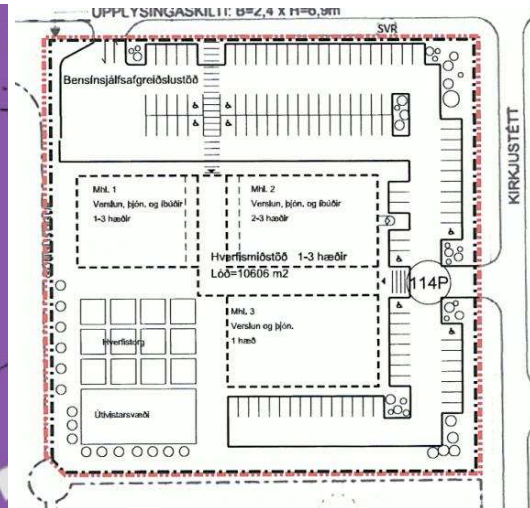 UPPLÝSINGASKILTI: B=2,4 x H=6,9m
SVR
Bensínsjálfsafgreiðslustöð
KIRKJUSTÉTT
Mhl. 1
Verslun, þjón. og íbúðir
1-3 hæðir
Mhl. 2
Verslun, þjón. og íbúðir
2-3 hæðir
Hverfismiðstöð 1-3 hæðir
Lóð=10606 m2
114P
Mhl. 3
Verslun og þjón.
1 hæð
Hverfistorg
Útivistarsvæði